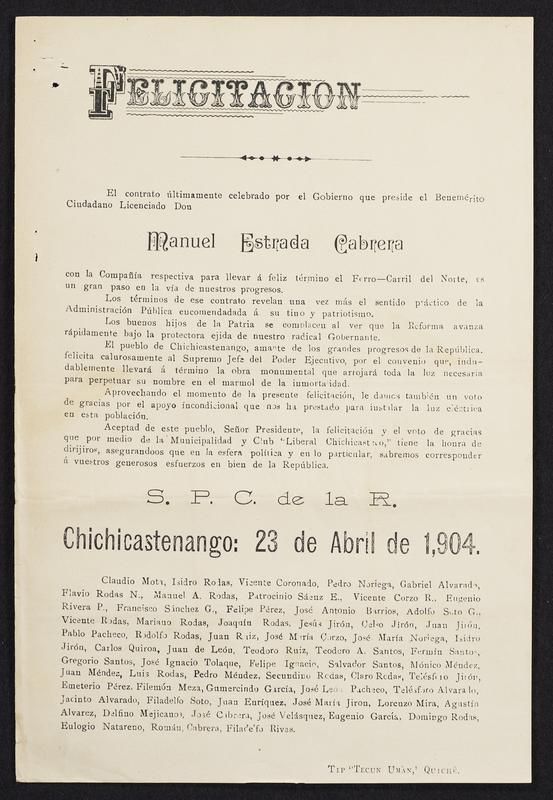 FELICITACION
El contrato últimamente celebrado por el Gobierno que preside el Benemérito
Ciudadano Licenciado Don
Manuel Estrada Cabrera
con la Compañía respectiva para llevar á feliz término el Ferro—Carril del Norte, es
un gran paso en la vía de nuestros progresos.
Los términos de ese contrato revelan una vez más el sentido práctico de la
Administración Pública encomendadada á su tino y patriotismo.
Los buenos hijos de la Patria se complacen al ver que la Reforma avanza
rápidamente bajo la protectora ejida de nuestro radical Gobernante.
El pueblo de Chichicastenango, amante de los grandes progresos de la República.
felicita calurosamente al Supremo Jefe del Poder Ejecutivo, por el convenio que, indu-
dablemente llevará á término la obra monumental que arrojará toda la luz necesaria
para perpetuar su nombre en el marmol de la inmortalidad.
Aprovechando el momento de la presente felicitación, le damos también un voto
de gracias por el apoyo incondicional que nos ha prestado para instalar la luz eléctrica
en esta población.
Aceptad de este pueblo, Señor Presidente, la felicitación y el voto de gracias
que por medio de la Municipalidad y Club "Liberal Chichicasteco," tiene la honra de
dirijiros, asegurandoos que en la esfera política y en lo particular, sabremos corresponder
á vuestros generosos esfuerzos en bien de la República.
S. P. C. de la R.
Chichicastenango: 23 de Abril de 1,904.
Claudio Mota, Isidro Rodas, Vicente Coronado, Pedro Noriega, Gabriel Alvarado,
Flavio Rodas N., Manuel A. Rodas, Patrocinio Sáenz E., Vicente Corzo R., Eugenio
Rivera P., Francisco Sánchez G., Felipe Pérez, José Antonio Barrios, Adolfo Soto G.,
Vicente Rodas, Mariano Rodas, Joaquín Rodas, Jesús Jirón, Celso Jirón, Juan Jirón,
Pablo Pacheco, Rodolfo Rodas, Juan Ruiz, José María Corzo, José María Noriega, Isidro
Jirón, Carlos Quiroa, Juan de León, Teodoro Ruíz, Teodoro A. Santos, Fermín Santos,
Gregorio Santos, José Ignacio Tolaque, Felipe Ignacio, Salvador Santos, Mónico Méndez,
Juan Méndez, Luis Rodas, Pedro Méndez, Secundino Rodas, Claro Rodas, Telésforo Jirón,
Emeterio Pérez, Filemón Meza, Gumercindo García, José León Pacheco, Telésforo Alvarado,
Jacinto Alvarado, Filadelfo Soto, Juan Enríquez, José María Jiron, Lorenzo Mira, Agustín
Alvarez, Delfino Mejicanos, José Cabrera, José Velásquez, Eugenio García, Domingo Rodas,
Eulogio Natareno, Román Cabrera, Filadelfo Rivas.
TIP "TECUN UMÁN," QUICHÉ.